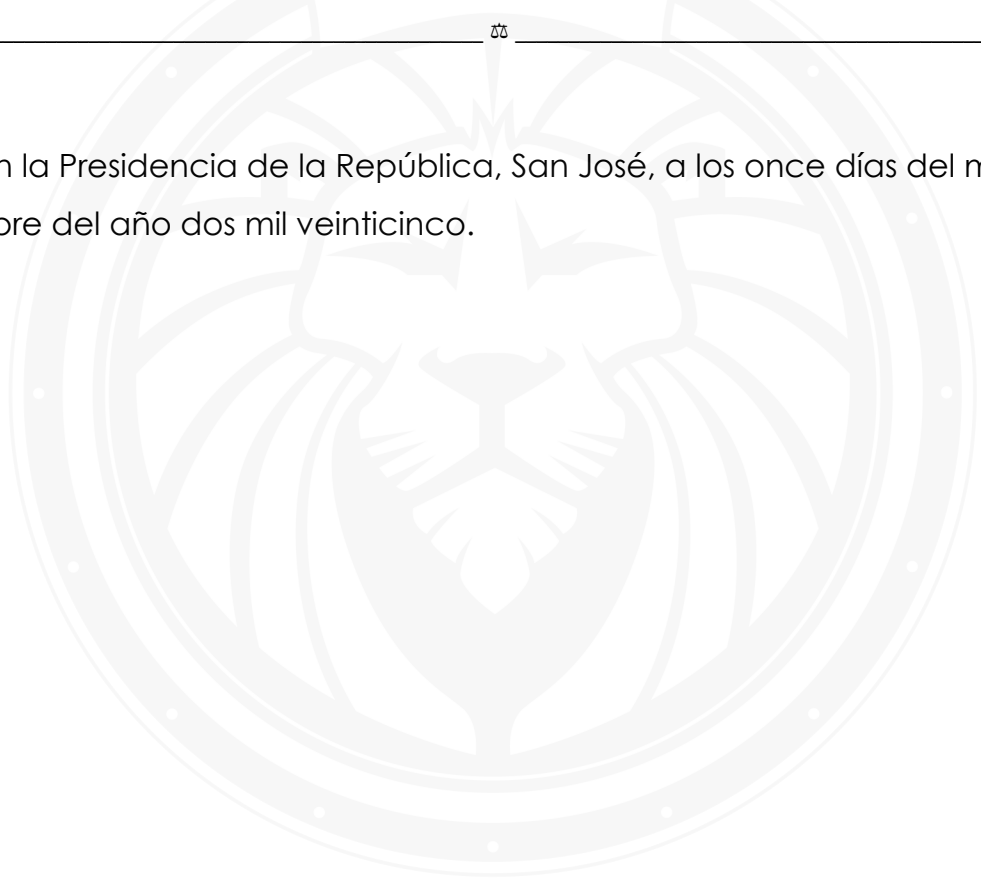 n la Presidencia de la República, San José, a los once días del m
bre del año dos mil veinticinco.